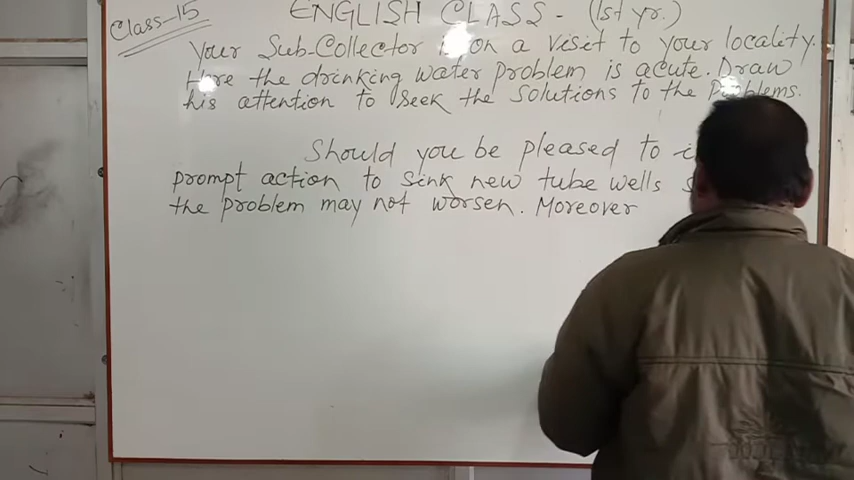 Class-15
ENGLISH CLASS - (Ist yr.)
Your Sub-Collector is on a visit to your locality.
Here the drinking water problem is acute. Draw
his attention to seek the solutions to the Problems.
Should you be pleased to
prompt action to sink new tube wells
the problem may not worsen. Moreover